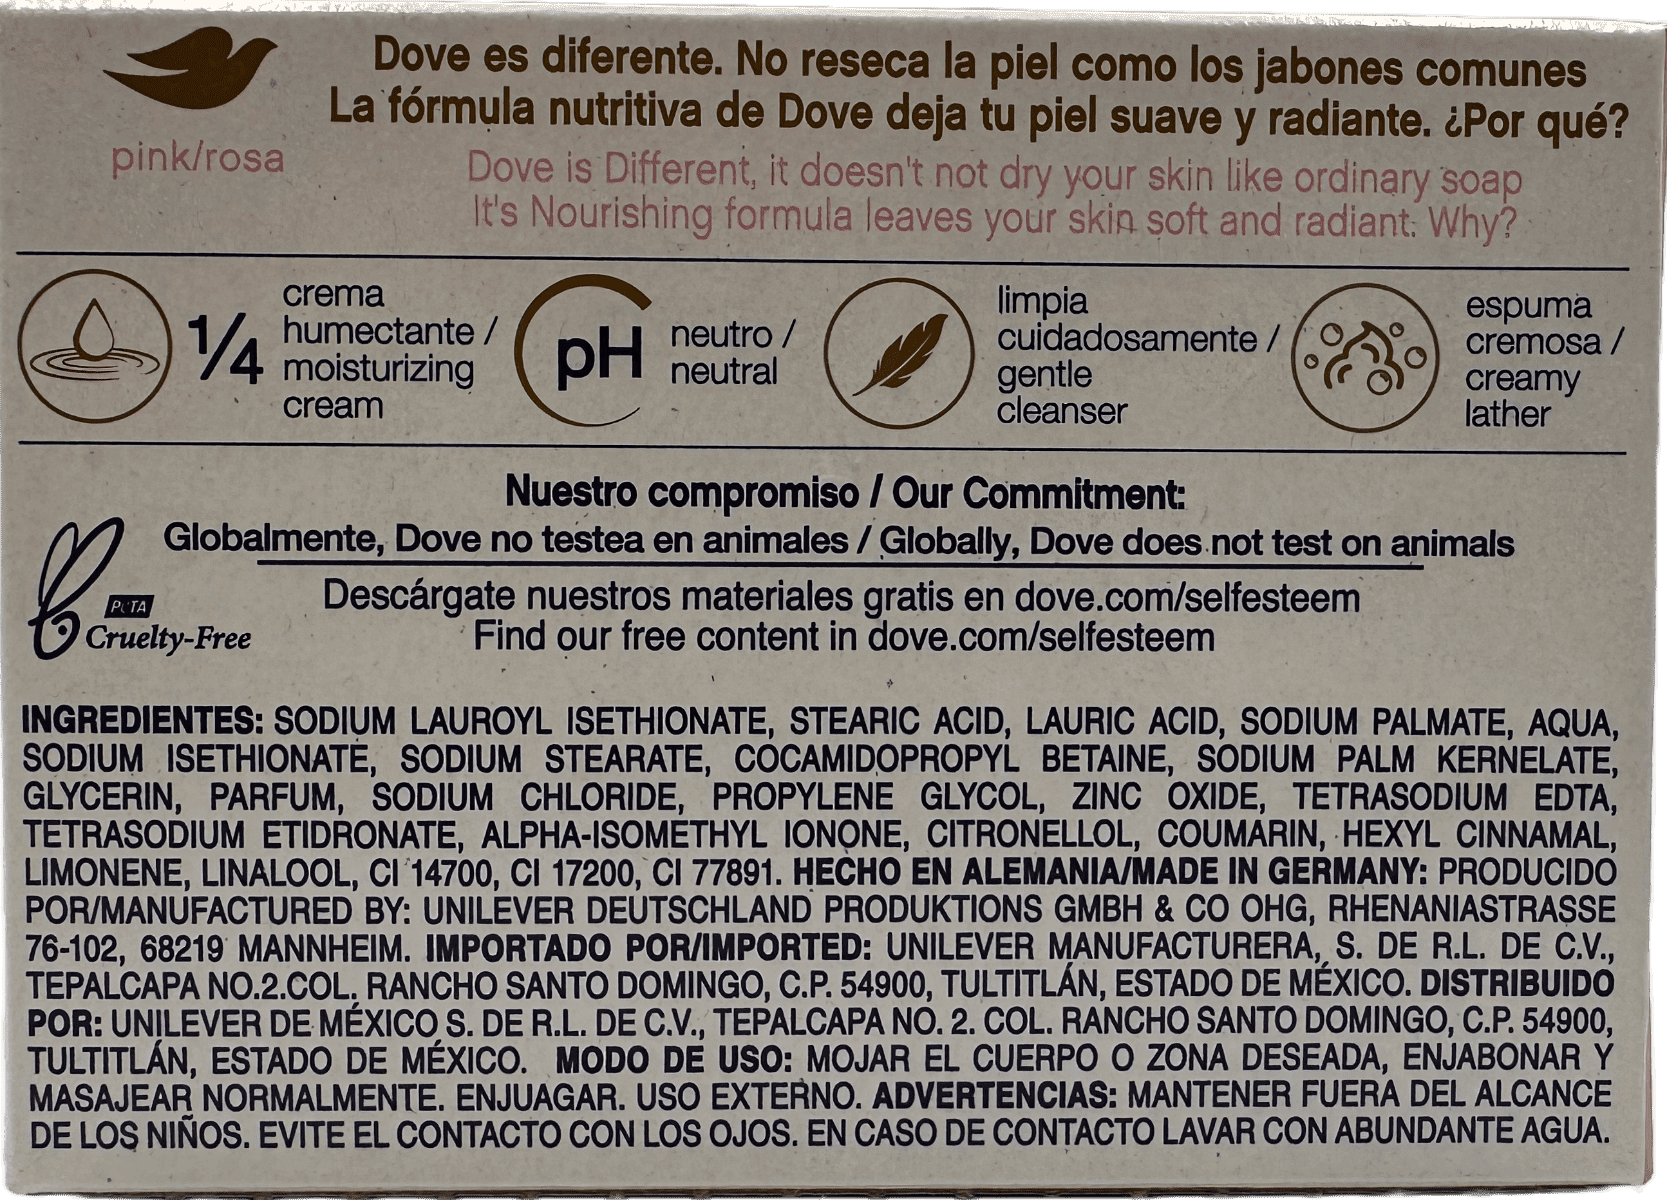 Dove es diferente. No reseca la piel como los jabones comunes
La fórmula nutritiva de Dove deja tu piel suave y radiante. ¿Por qué?
pink/rosa
Dove is Different, it doesn't not dry your skin like ordinary soap
It's Nourishing formula leaves your skin soft and radiant. Why?
1/4
crema
humectante /
moisturizing
cream
pH
neutro /
neutral
limpia
cuidadosamente /
gentle
cleanser
espuma
cremosa /
creamy
lather
Nuestro compromiso / Our Commitment:
Globalmente, Dove no testea en animales / Globally, Dove does not test on animals
PETA
Cruelty-Free
Descárgate nuestros materiales gratis en dove.com/selfesteem
Find our free content in dove.com/selfesteem
INGREDIENTES: SODIUM LAUROYL ISETHIONATE, STEARIC ACID, LAURIC ACID, SODIUM PALMATE, AQUA,
SODIUM ISETHIONATE, SODIUM STEARATE, COCAMIDOPROPYL BETAINE, SODIUM PALM KERNELATE,
GLYCERIN, PARFUM, SODIUM CHLORIDE, PROPYLENE GLYCOL, ZINC OXIDE, TETRASODIUM EDTA,
TETRASODIUM ETIDRONATE, ALPHA-ISOMETHYL IONONE, CITRONELLOL, COUMARIN, HEXYL CINNAMAL,
LIMONENE, LINALOOL, CI 14700, CI 17200, CI 77891. HECHO EN ALEMANIA/MADE IN GERMANY: PRODUCIDO
POR/MANUFACTURED BY: UNILEVER DEUTSCHLAND PRODUKTIONS GMBH & CO OHG, RHENANIASTRASSE
76-102, 68219 MANNHEIM. IMPORTADO POR/IMPORTED: UNILEVER MANUFACTURERA, S. DE R.L. DE C.V.,
TEPALCAPA NO.2.COL, RANCHO SANTO DOMINGO, C.P. 54900, TULTITLÁN, ESTADO DE MÉXICO. DISTRIBUIDO
POR: UNILEVER DE MÉXICO S. DE R.L. DE C.V., TEPALCAPA NO. 2. COL. RANCHO SANTO DOMINGO, C.P. 54900,
TULTITLÁN, ESTADO DE MÉXICO. MODO DE USO: MOJAR EL CUERPO O ZONA DESEADA, ENJABONAR Y
MASAJEAR NORMALMENTE. ENJUAGAR. USO EXTERNO. ADVERTENCIAS: MANTENER FUERA DEL ALCANCE
DE LOS NIÑOS. EVITE EL CONTACTO CON LOS OJOS. EN CASO DE CONTACTO LAVAR CON ABUNDANTE AGUA.